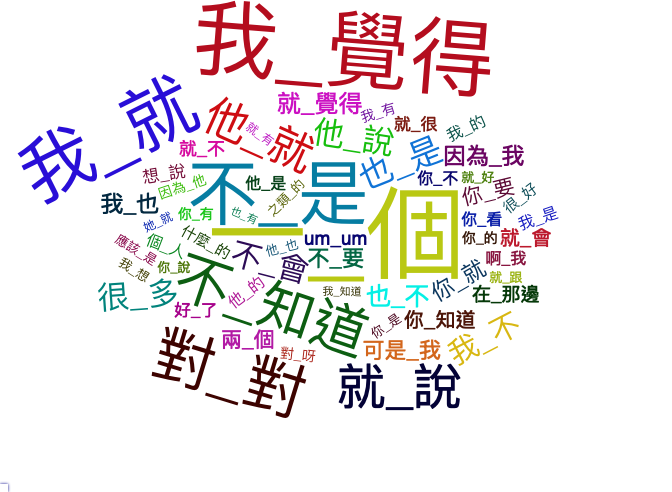 我_覺得
我_就
就_覺得
我_有
他_就
就_有
他_說
就_很
我_的
就_不
也_是
因為_我
想_說
因為_他
不_是
他_是
之類_的
你_不
就_好
你_要
很_好
我_也
她_就
你_有
也_有
一_個
你_看
我_是
什麼_的
um_um
你_的
就_會
應該_是
個_人
不_會
他_也
不_要
啊_我
我_想
你_說
就_跟
不_知道
他_的
我_知道
你_就
很_多
也_不
在_那邊
好_了
你_是
你_知道
我_不
兩_個
對_呀
可是_我
對_對
就_說